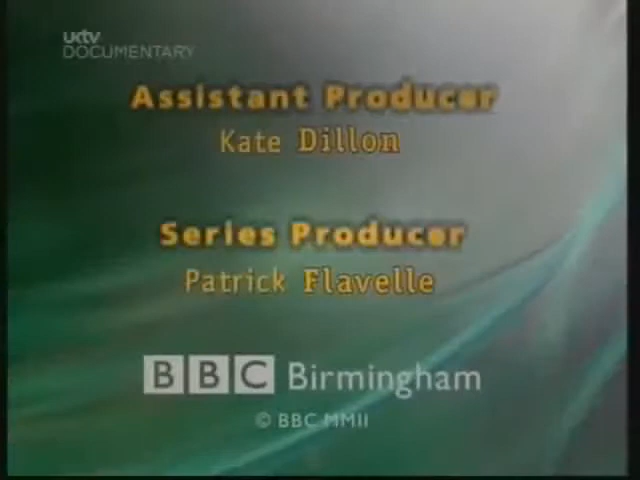 uktv
DOCUMENTARY
Assistant Producer
Kate Dillon
Series Producer
Patrick Flavelle
BBC Birmingham
© BBC MMII